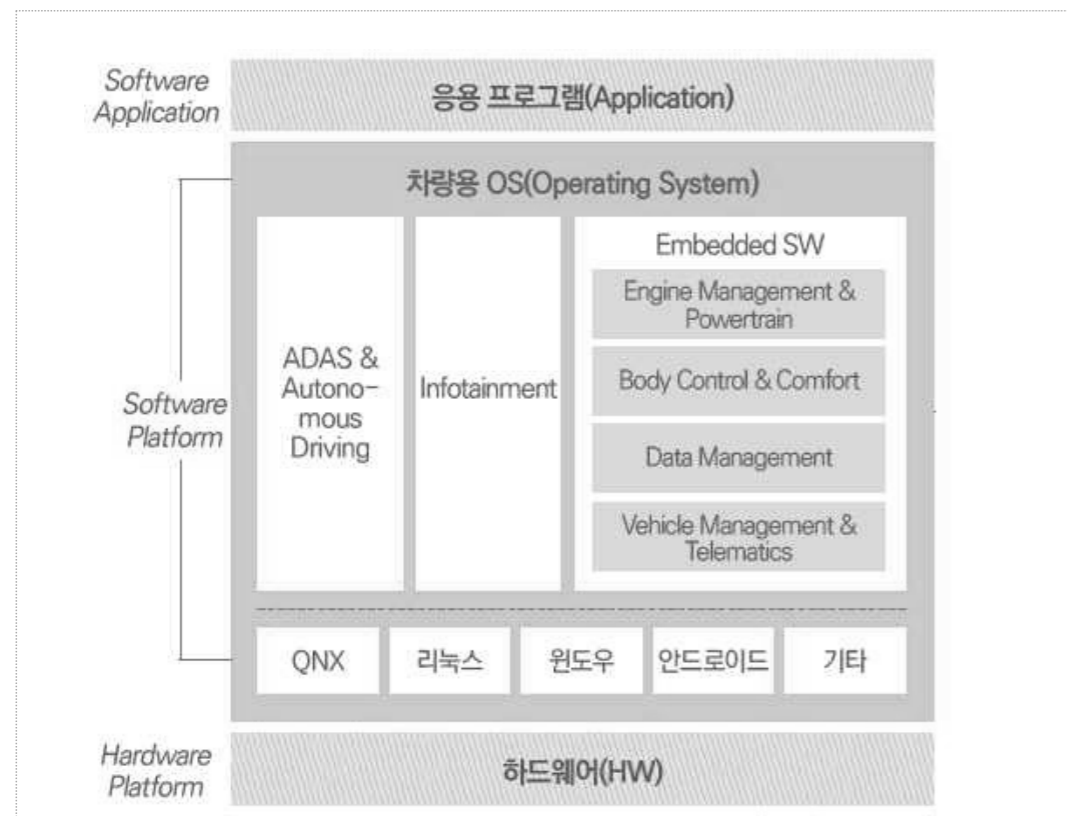 Software
Application
응용 프로그램(Application)
차량용 OS(Operating System)
Software
Platform
ADAS &
Autono-
mous
Driving
Infotainment
Embedded SW
Engine Management &
Powertrain
Body Control & Comfort
Data Management
Vehicle Management &
Telematics
QNX
리눅스
윈도우
안드로이드
기타
Hardware
Platform
하드웨어(HW)